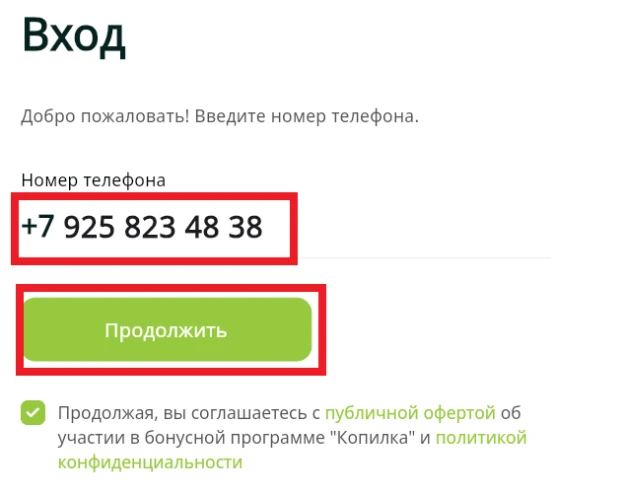 Вход
Добро пожаловать! Введите номер телефона.
Номер телефона
+7 925 823 48 38
Продолжить
Продолжая, вы соглашаетесь с публичной офертой об
участии в бонусной программе "Копилка" и политикой
конфиденциальности